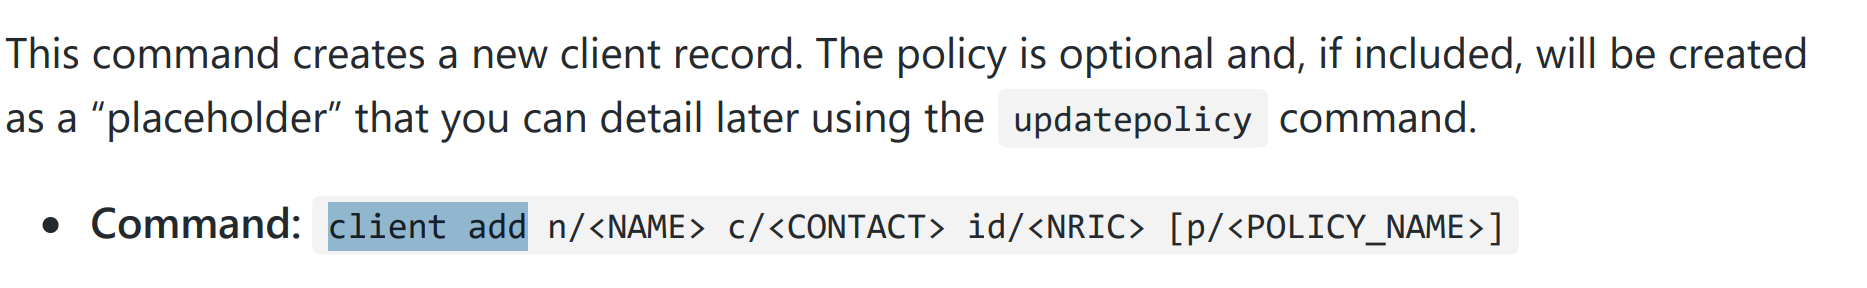 This command creates a new client record. The policy is optional and, if included, will be created
as a “placeholder” that you can detail later using the updatepolicy command.
• Command: client add n/<NAME> c/<CONTACT> id/<NRIC> [p/<POLICY_NAME>]